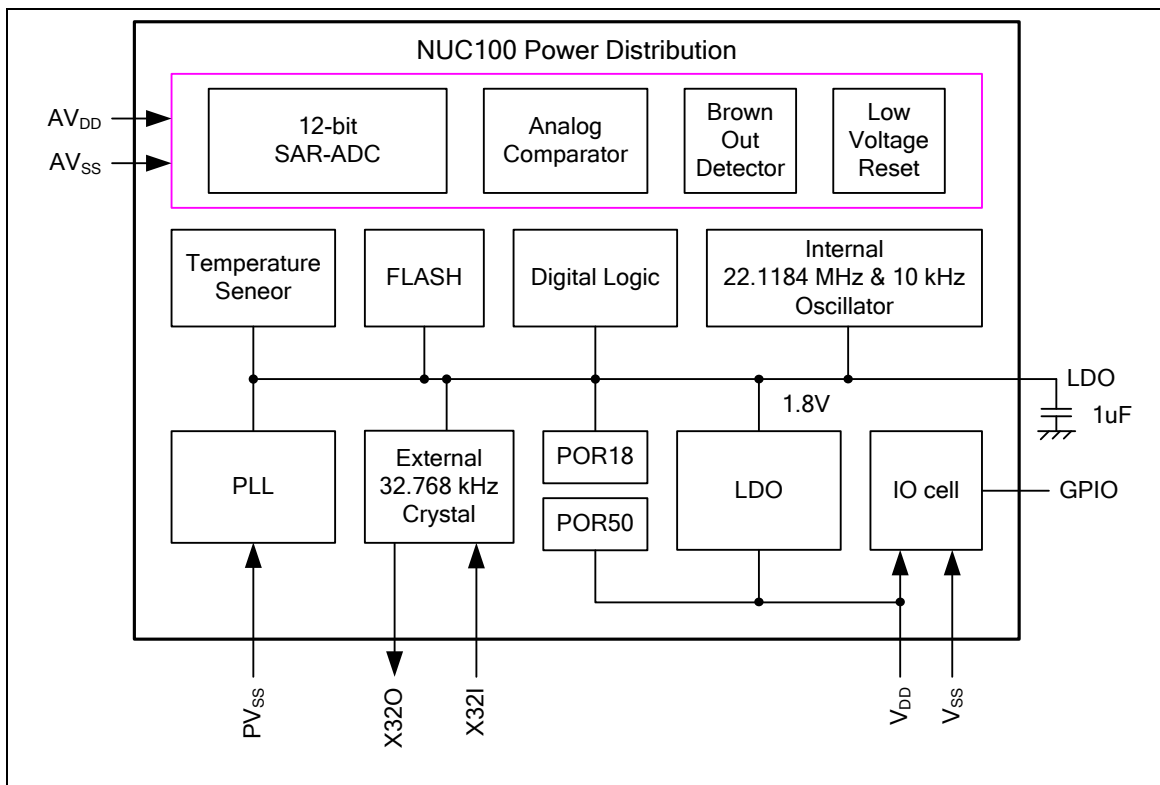 NUC100 Power Distribution
AVDD
AVSS
12-bit
SAR-ADC
Analog
Comparator
Brown
Out
Detector
Low
Voltage
Reset
Temperature
Seneor
FLASH
Digital Logic
Internal
22.1184 MHz & 10 kHz
Oscillator
LDO
1.8V
1uF
PLL
External
32.768 kHz
Crystal
POR18
POR50
LDO
IO cell
GPIO
PVSS
X32O
X32I
VDD
VSS